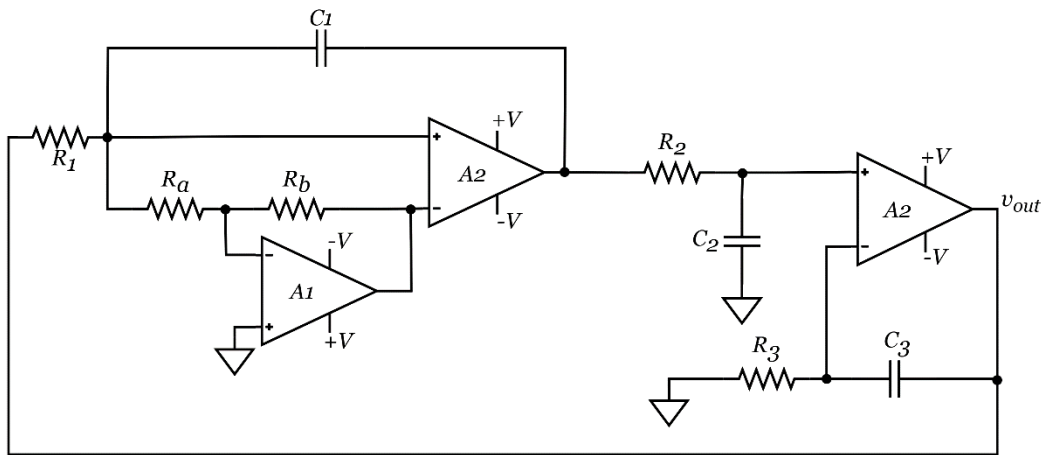 C1
R1
Ra
Rb
+
−
A2
+V
-V
−
+
A1
-V
+V
R2
C2
+
−
A2
+V
-V
vout
R3
C3